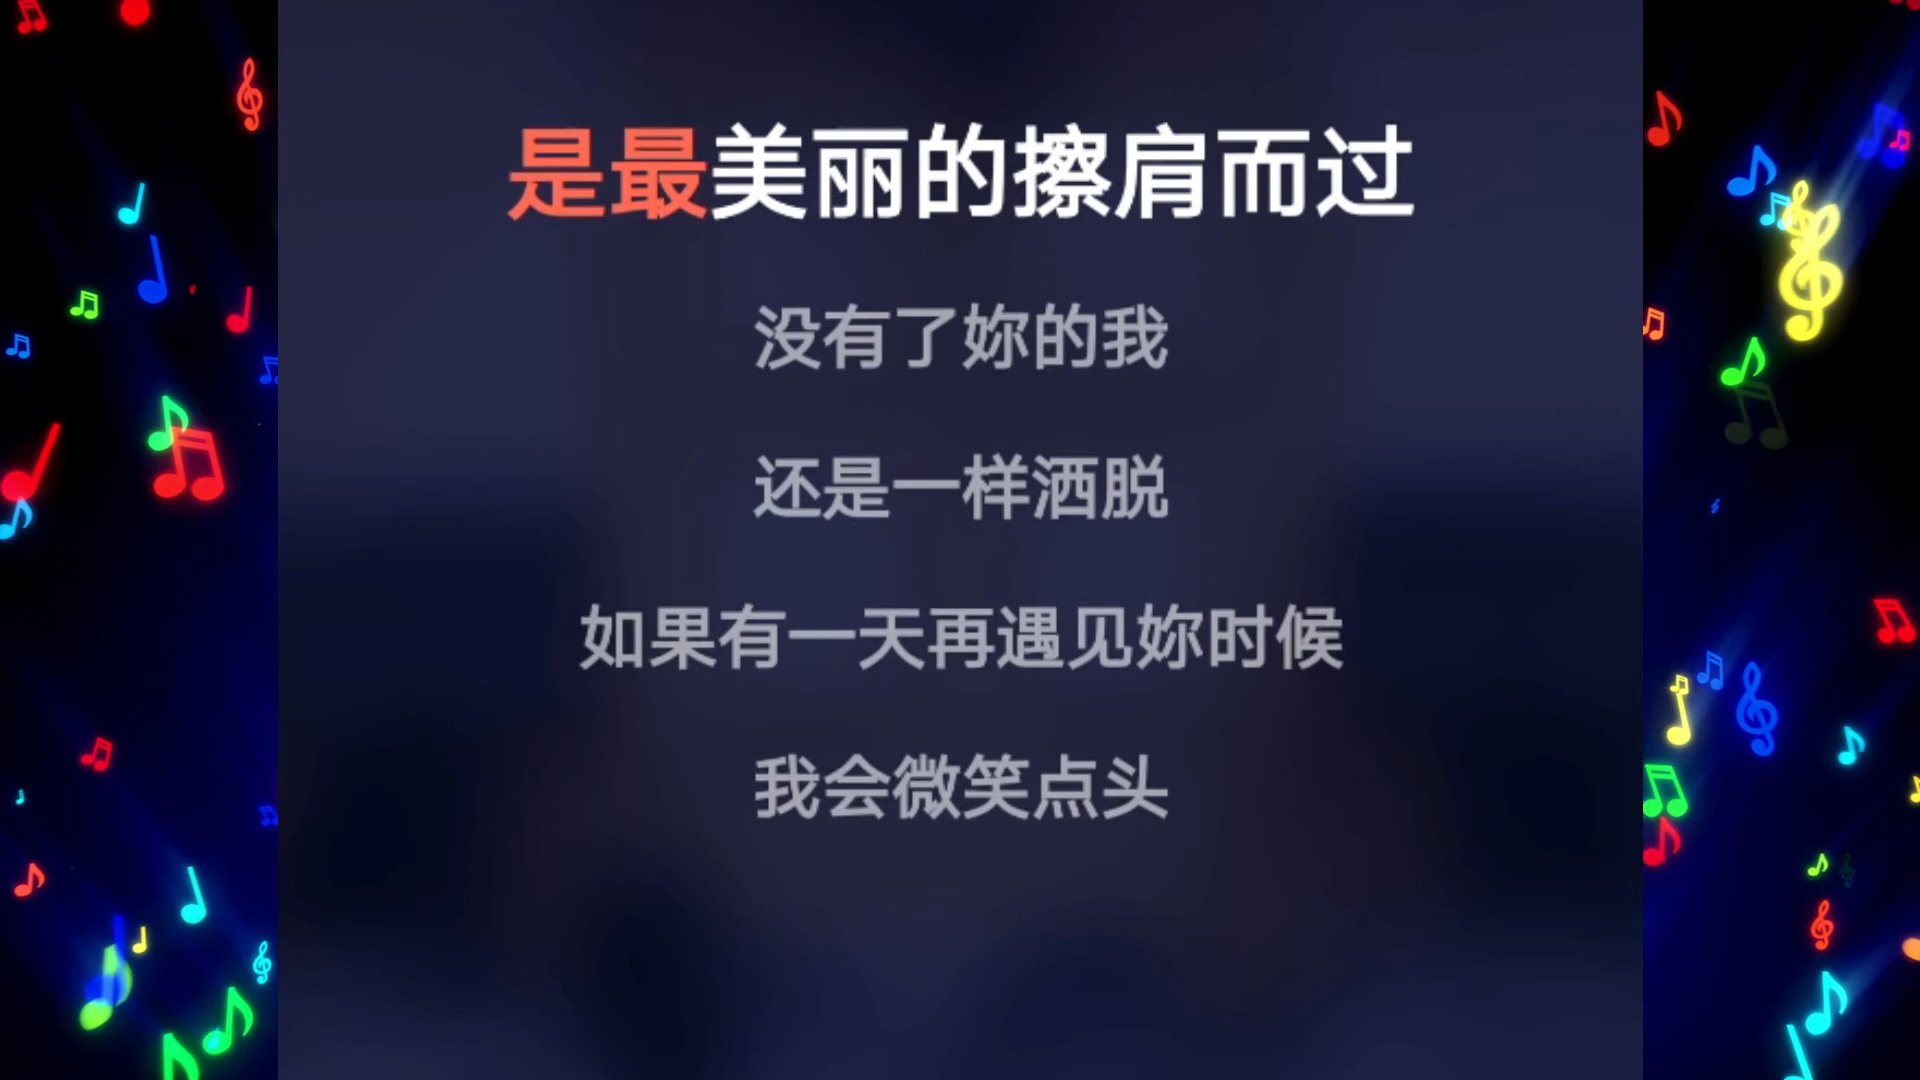 是最美丽的擦肩而过
没有了妳的我
还是一样洒脱
如果有一天再遇见妳时候
我会微笑点头